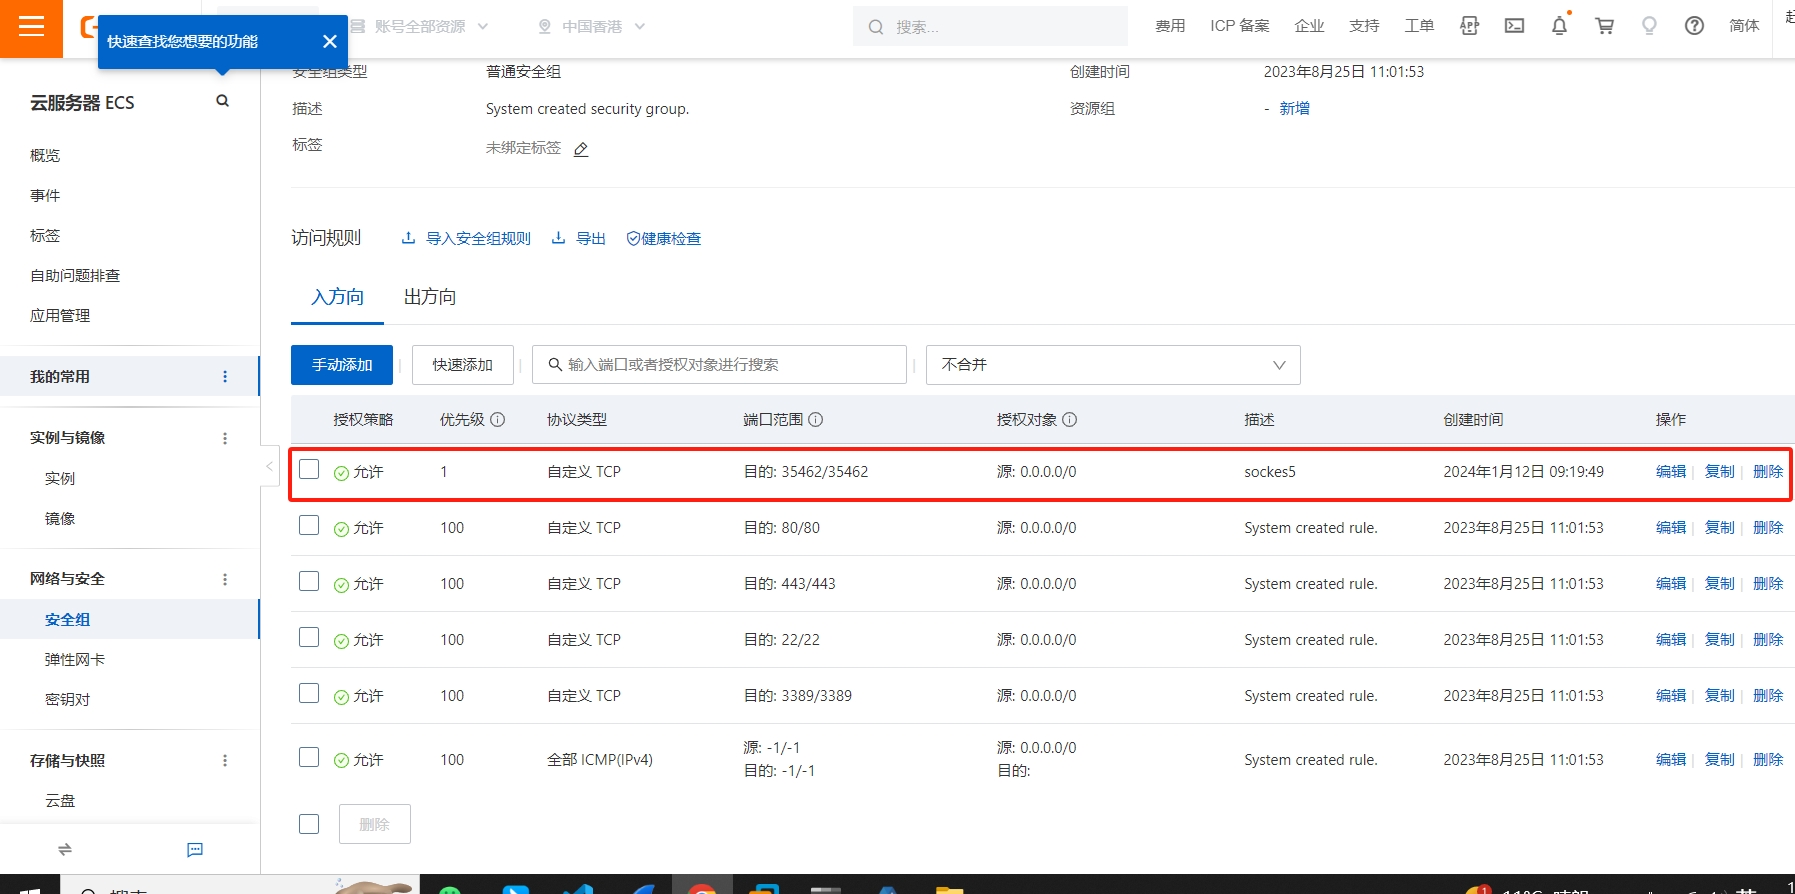 快速查找您想要的功能
账号全部资源
中国香港
搜索...
费用
ICP 备案
企业
支持
工单
简体
云服务器 ECS
概览
事件
标签
自助问题排查
应用管理
我的常用
实例与镜像
实例
镜像
网络与安全
安全组
弹性网卡
密钥对
存储与快照
云盘
安全组类型 普通安全组 创建时间 2023年8月25日 11:01:53
描述 System created security group. 资源组 - 新增
标签 未绑定标签
访问规则 导入安全组规则 导出 健康检查
入方向 出方向
手动添加 快速添加 输入端口或者授权对象进行搜索 不合并
授权策略 优先级 协议类型 端口范围 授权对象 描述 创建时间 操作
允许 1 自定义 TCP 目的: 35462/35462 源: 0.0.0.0/0 sockes5 2024年1月12日 09:19:49 编辑 复制 删除
允许 100 自定义 TCP 目的: 80/80 源: 0.0.0.0/0 System created rule. 2023年8月25日 11:01:53 编辑 复制 删除
允许 100 自定义 TCP 目的: 443/443 源: 0.0.0.0/0 System created rule. 2023年8月25日 11:01:53 编辑 复制 删除
允许 100 自定义 TCP 目的: 22/22 源: 0.0.0.0/0 System created rule. 2023年8月25日 11:01:53 编辑 复制 删除
允许 100 自定义 TCP 目的: 3389/3389 源: 0.0.0.0/0 System created rule. 2023年8月25日 11:01:53 编辑 复制 删除
允许 100 全部 ICMP(IPv4) 源: -1/-1 源: 0.0.0.0/0 System created rule. 2023年8月25日 11:01:53 编辑 复制 删除
目的: -1/-1 目的:
删除